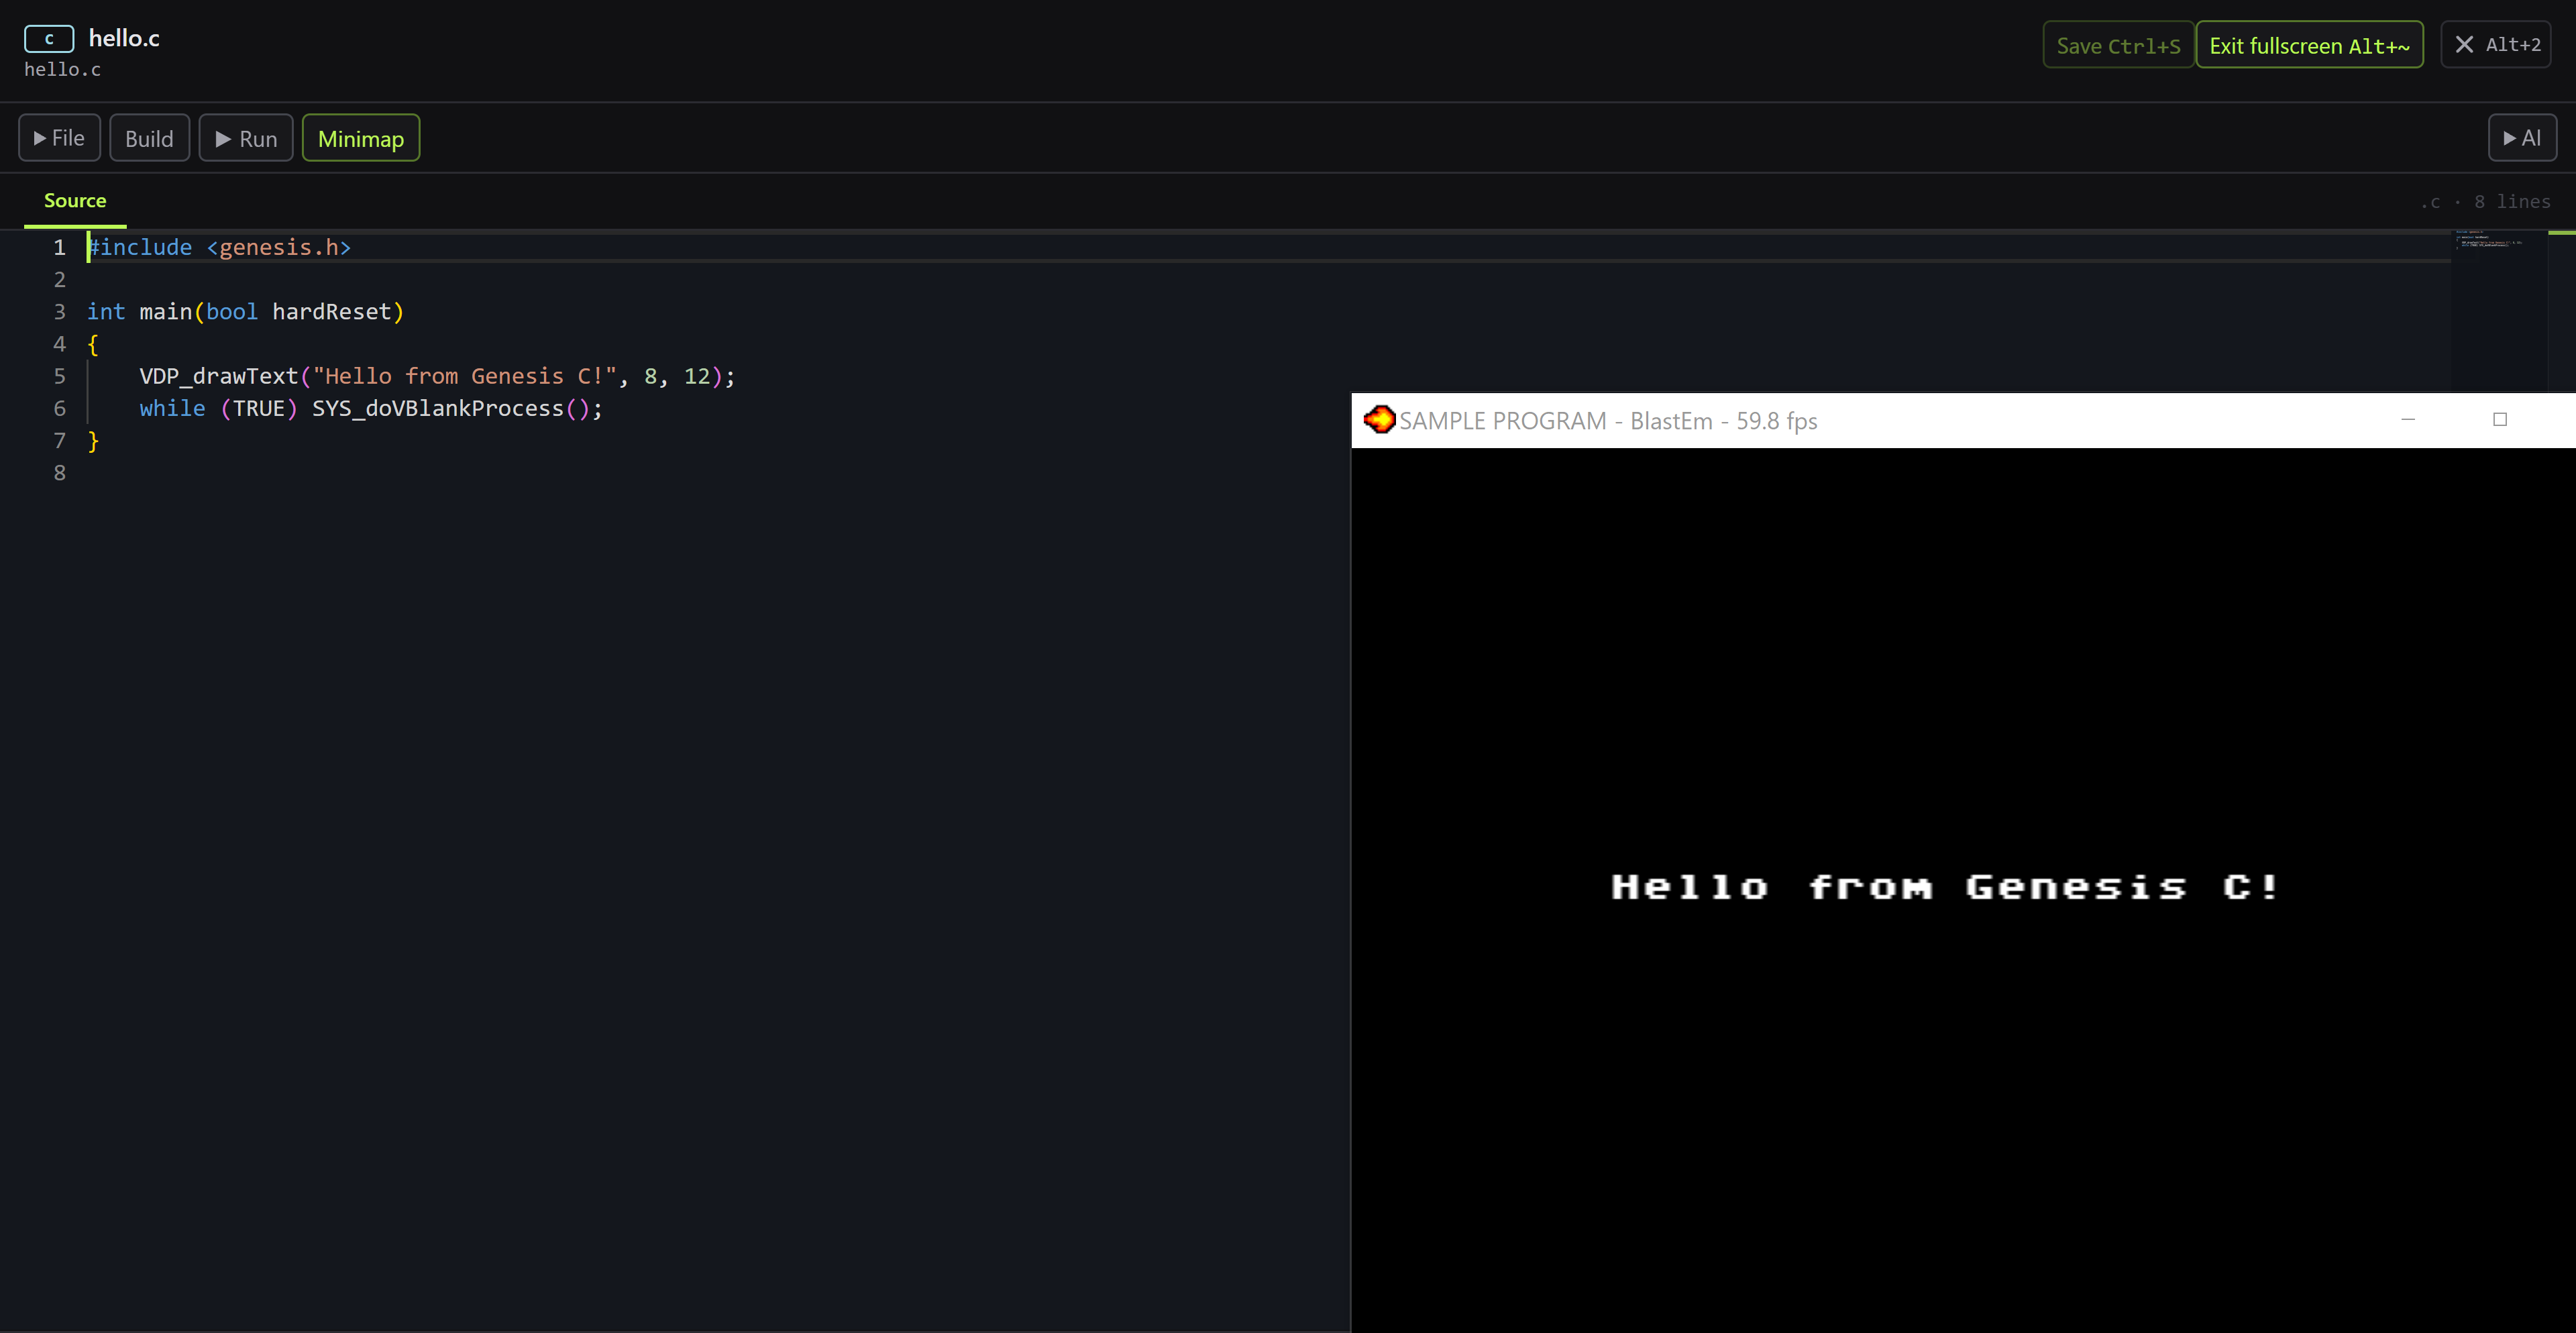 C hello.c
hello.c
Save Ctrl+S Exit fullscreen Alt+~ ✕ Alt+2
▶ File Build ▶ Run Minimap ▶ AI
Source .c · 8 lines
1 #include <genesis.h>
2
3 int main(bool hardReset)
4 {
5     VDP_drawText("Hello from Genesis C!", 8, 12);
6     while (TRUE) SYS_doVBlankProcess();
7 }
8
SAMPLE PROGRAM - BlastEm - 59.8 fps
Hello from Genesis C!